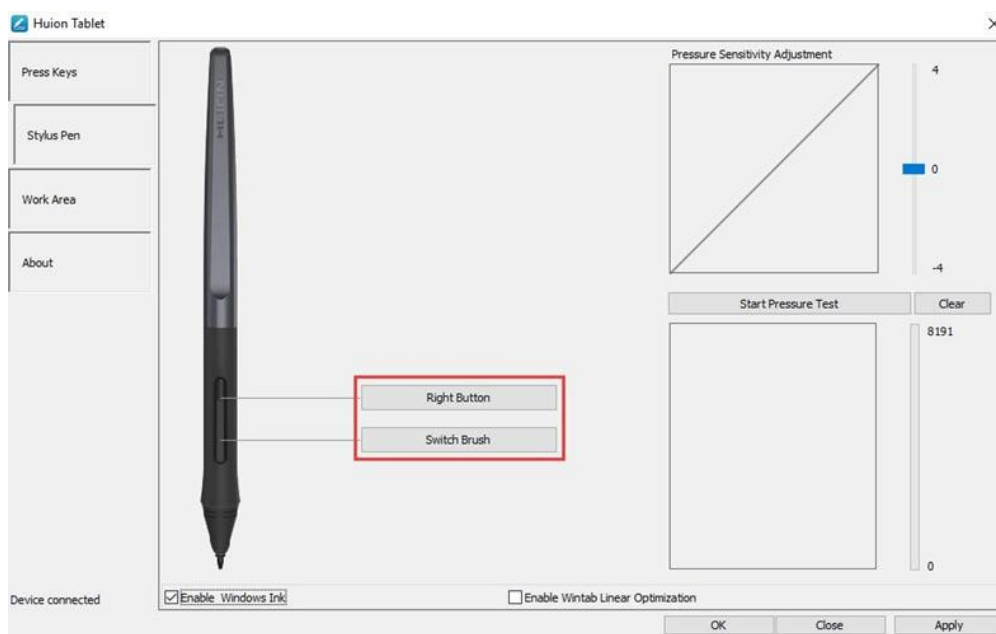 Huion Tablet
Press Keys
Stylus Pen
Work Area
About
Device connected
HUION
Right Button
Switch Brush
Pressure Sensitivity Adjustment
4
0
-4
Start Pressure Test
Clear
8191
0
Enable Windows Ink
Enable Wintab Linear Optimization
OK
Close
Apply